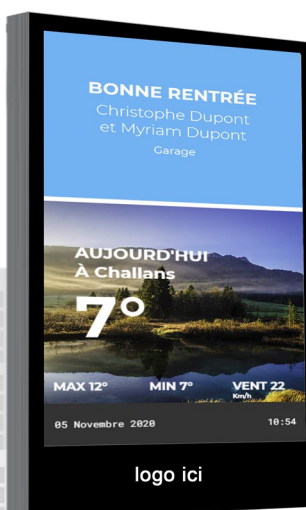 BONNE RENTRÉE
Christophe Dupont
et Myriam Dupont
Garage
AUJOURD'HUI
À Challans
7°
MAX 12° MIN 7° VENT 22
Km/h
05 Novembre 2020 10:54
logo ici